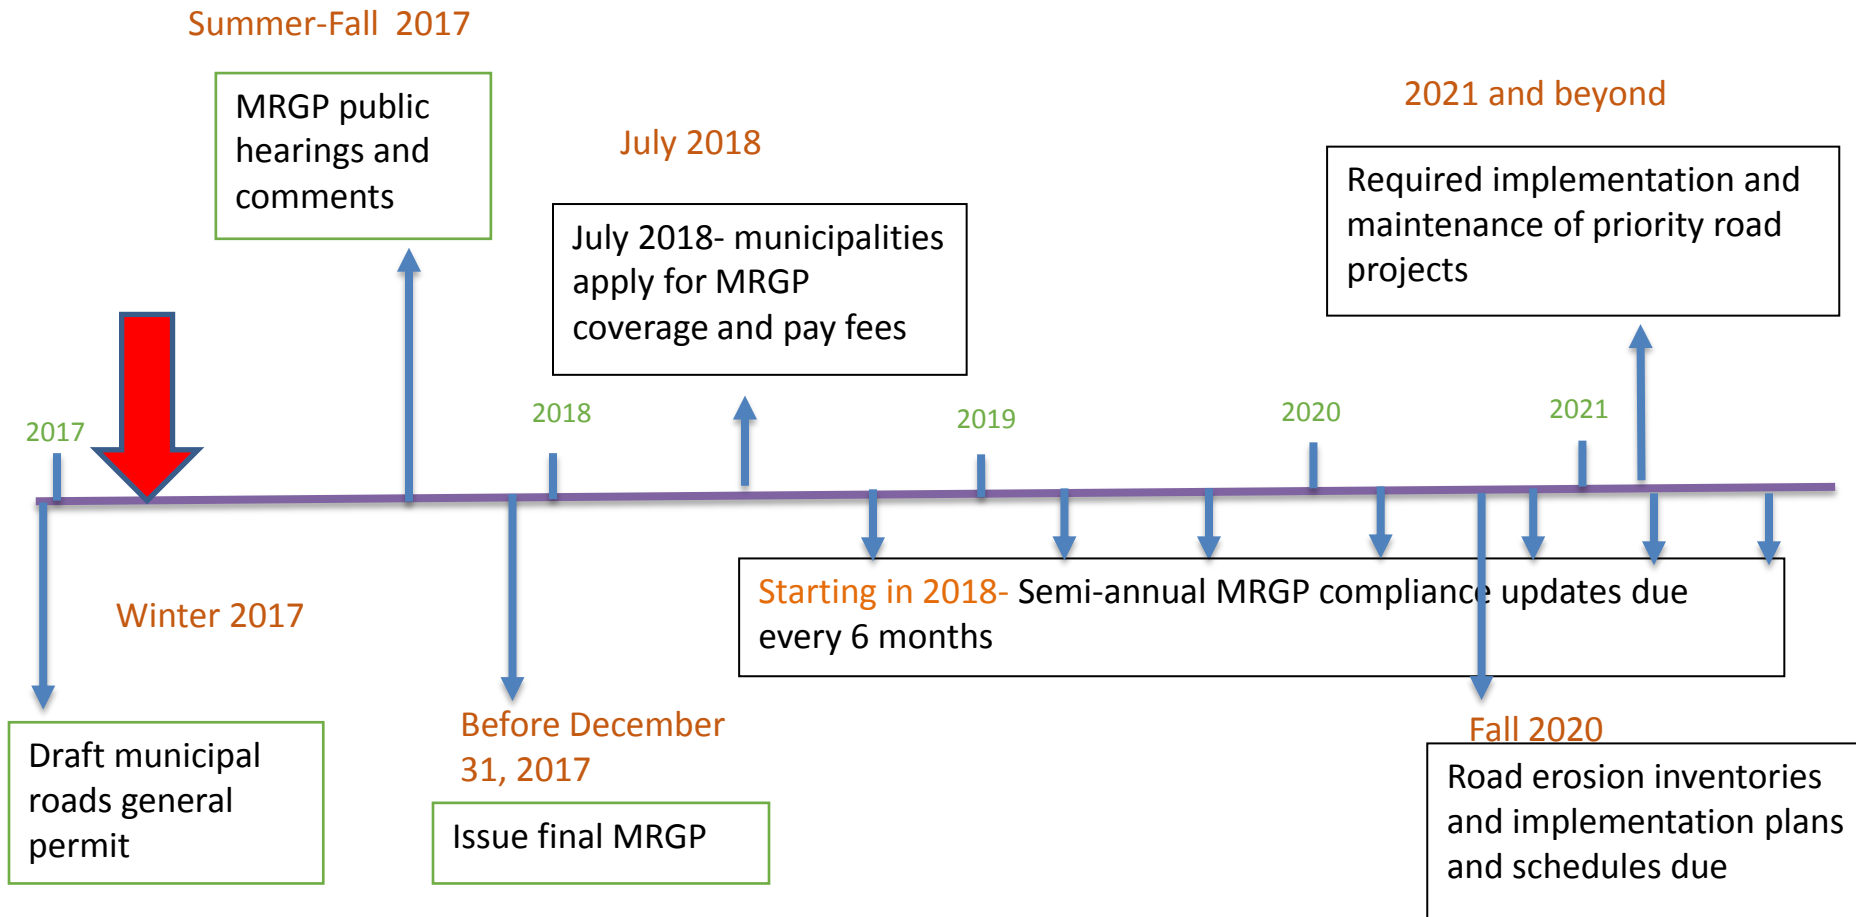 Summer-Fall 2017
MRGP public
hearings and
comments
July 2018
July 2018- municipalities
apply for MRGP
coverage and pay fees
2021 and beyond
Required implementation and
maintenance of priority road
projects
2017
2018
2019
2020
2021
Winter 2017
Draft municipal
roads general
permit
Before December
31, 2017
Issue final MRGP
Starting in 2018- Semi-annual MRGP compliance updates due
every 6 months
Fall 2020
Road erosion inventories
and implementation plans
and schedules due